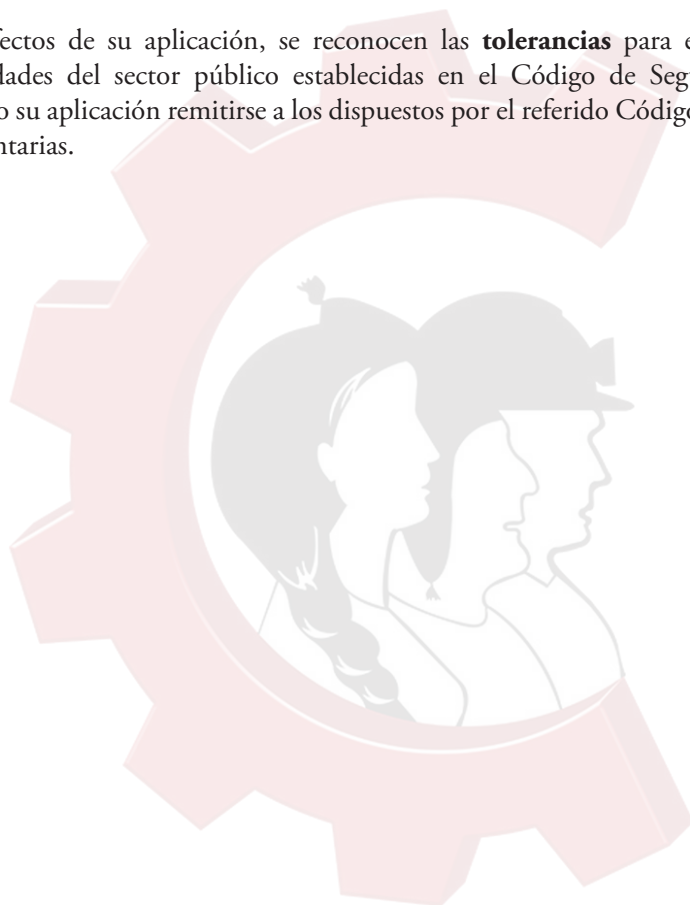 ectos de su aplicación, se reconocen las tolerancias para e
dades del sector público establecidas en el Código de Seg
o su aplicación remitirse a los dispuestos por el referido Código
ntarias.